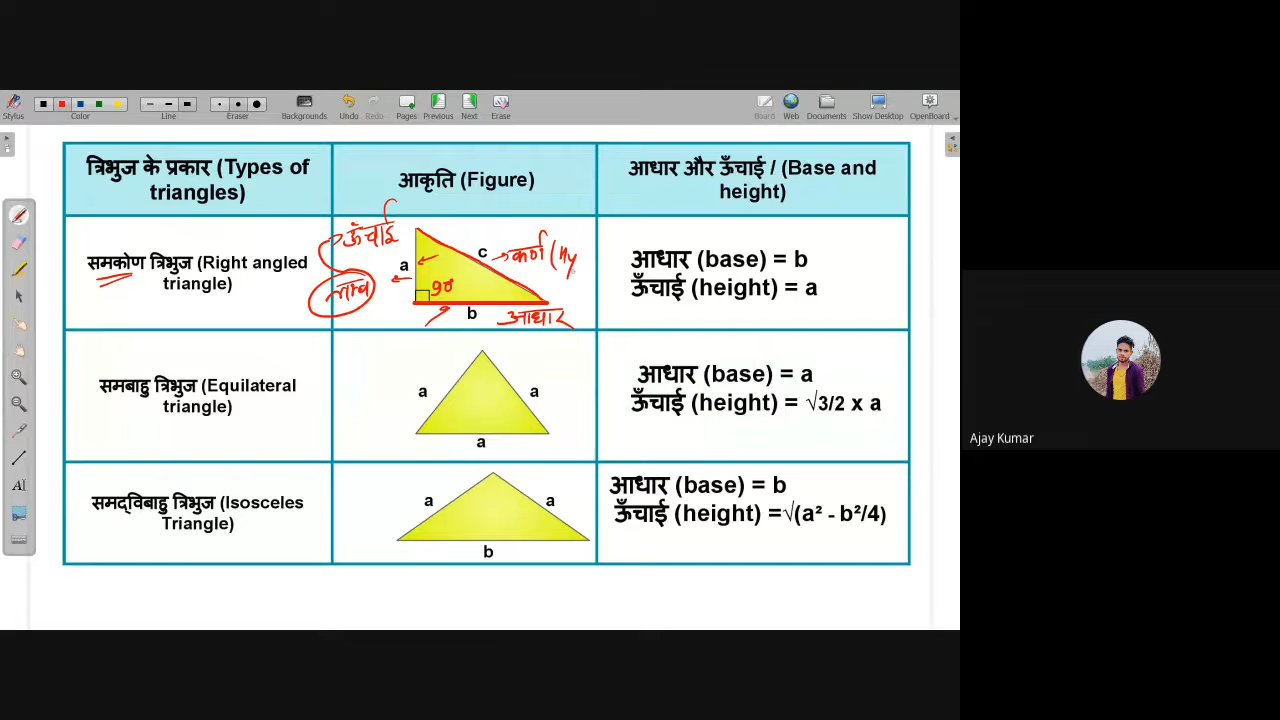 Stylus
Color
Line
Eraser
Backgrounds
Undo
Redo
Pages
Previous
Next
Erase
Board
Web
Documents
Show Desktop
OpenBoard
त्रिभुज के प्रकार (Types of
triangles)
आकृति (Figure)
आधार और ऊँचाई / (Base and
height)
समकोण त्रिभुज (Right angled
triangle)
ऊँचाई
लम्ब
a
90°
c
कर्ण (Hy
b
आधार
आधार (base) = b
ऊँचाई (height) = a
समबाहु त्रिभुज (Equilateral
triangle)
a
a
a
आधार (base) = a
ऊँचाई (height) = √3/2 x a
समद्विबाहु त्रिभुज (Isosceles
Triangle)
a
a
b
आधार (base) = b
ऊँचाई (height) =√(a² - b²/4)
Ajay Kumar